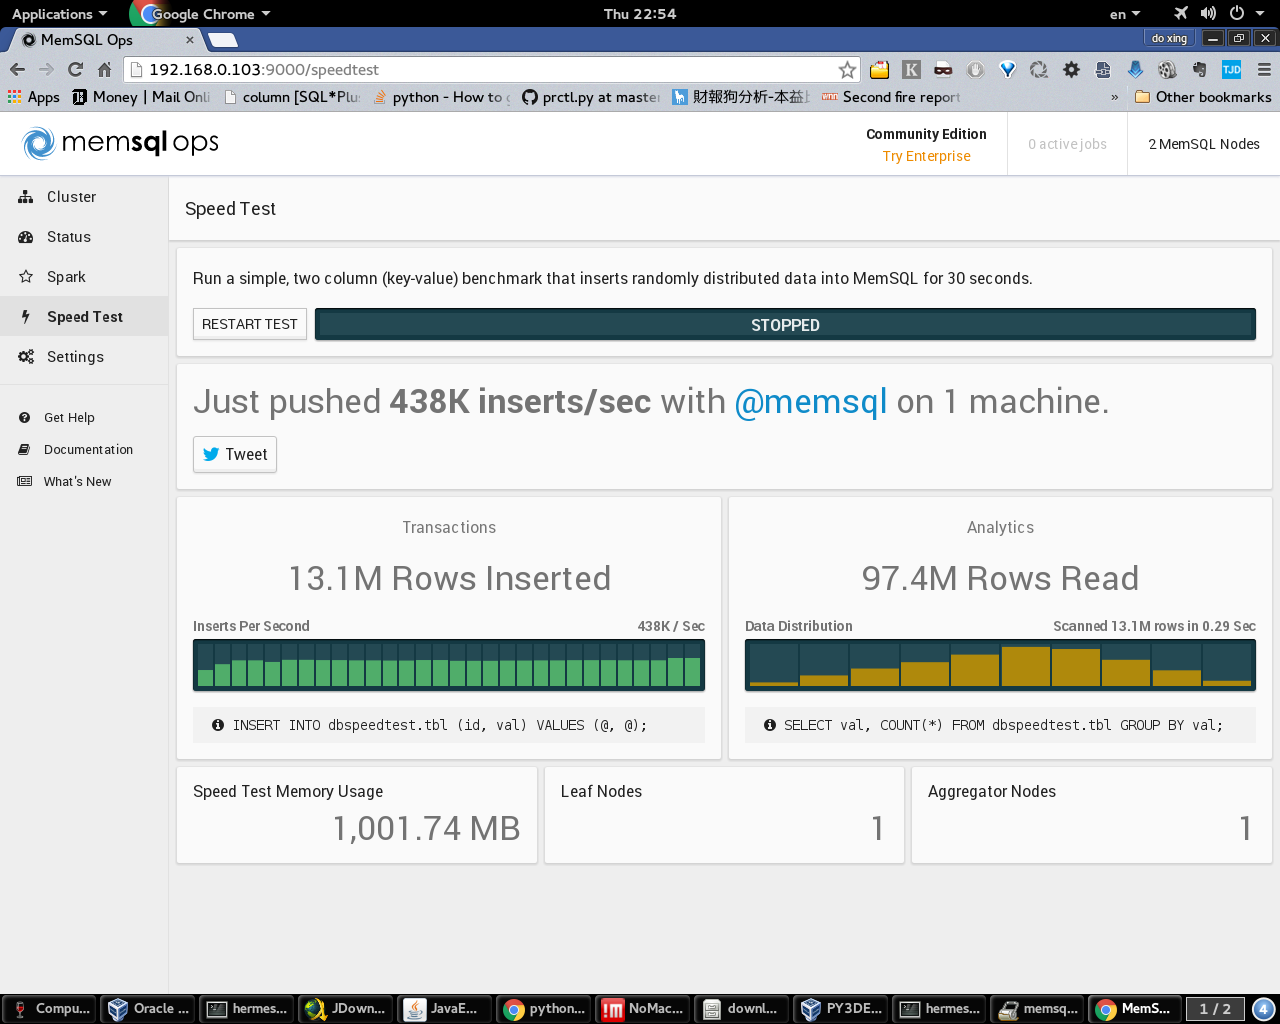 Applications Google Chrome Thu 22:54 en
MemSQL Ops do xing
192.168.0.103:9000/speedtest TJD
Apps Money | Mail Onli column [SQL*Plu python - How to g prctl.py at master 財報狗分析-本益比 Second fire report » Other bookmarks
memsql ops
Community Edition
Try Enterprise
0 active jobs
2 MemSQL Nodes
Cluster
Status
Spark
Speed Test
Settings
Get Help
Documentation
What's New
Speed Test
Run a simple, two column (key-value) benchmark that inserts randomly distributed data into MemSQL for 30 seconds.
RESTART TEST STOPPED
Just pushed 438K inserts/sec with @memsql on 1 machine.
Tweet
Transactions
13.1M Rows Inserted
Inserts Per Second 438K / Sec
INSERT INTO dbspeedtest.tbl (id, val) VALUES (@, @);
Analytics
97.4M Rows Read
Data Distribution Scanned 13.1M rows in 0.29 Sec
SELECT val, COUNT(*) FROM dbspeedtest.tbl GROUP BY val;
Speed Test Memory Usage
1,001.74 MB
Leaf Nodes
1
Aggregator Nodes
1
Compu... Oracle ... hermes... JDown... JavaE... python... NoMac... downl... PY3DE... hermes... memsq... MemS... 1 / 2 4